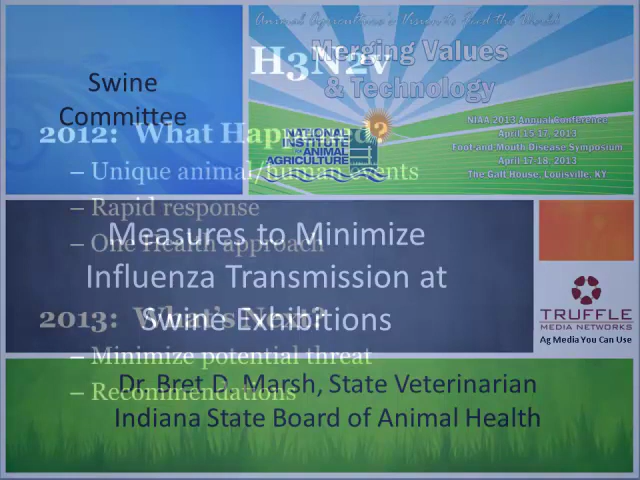 Animal Agriculture's Vision to Feed the World
Merging Values
& Technology
NIAA 2013 Annual Conference
April 15-17, 2013
Foot-and-Mouth Disease Symposium
April 17-18, 2013
The Galt House, Louisville, KY
NATIONAL
INSTITUTE
FOR ANIMAL
AGRICULTURE
Swine
Committee
H3N2v
2012: What Happened?
– Unique animal/human events
– Rapid response
– One Health approach
2013: What's Next?
– Minimize potential threat
– Recommendations
Measures to Minimize
Influenza Transmission at
Swine Exhibitions
TRUFFLE
MEDIA NETWORKS
Ag Media You Can Use
Dr. Bret D. Marsh, State Veterinarian
Indiana State Board of Animal Health